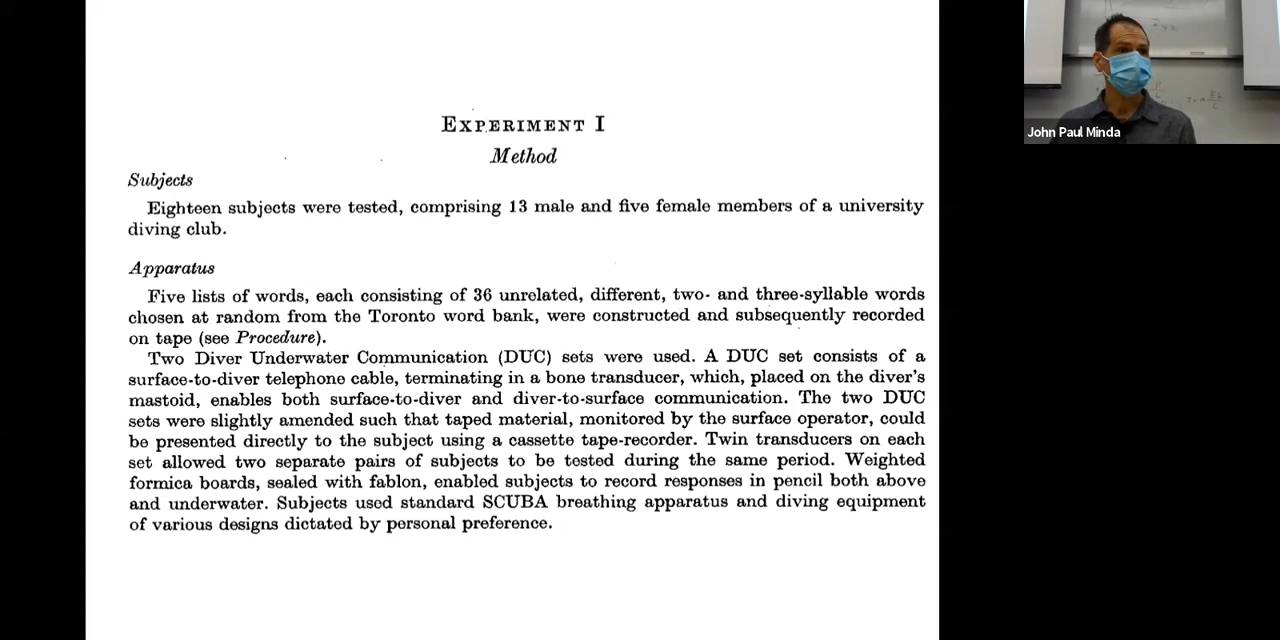 EXPERIMENT I
Method
Subjects
Eighteen subjects were tested, comprising 13 male and five female members of a university
diving club.
Apparatus
Five lists of words, each consisting of 36 unrelated, different, two- and three-syllable words
chosen at random from the Toronto word bank, were constructed and subsequently recorded
on tape (see Procedure).
Two Diver Underwater Communication (DUC) sets were used. A DUC set consists of a
surface-to-diver telephone cable, terminating in a bone transducer, which, placed on the diver's
mastoid, enables both surface-to-diver and diver-to-surface communication. The two DUC
sets were slightly amended such that taped material, monitored by the surface operator, could
be presented directly to the subject using a cassette tape-recorder. Twin transducers on each
set allowed two separate pairs of subjects to be tested during the same period. Weighted
formica boards, sealed with fablon, enabled subjects to record responses in pencil both above
and underwater. Subjects used standard SCUBA breathing apparatus and diving equipment
of various designs dictated by personal preference.
John Paul Minda